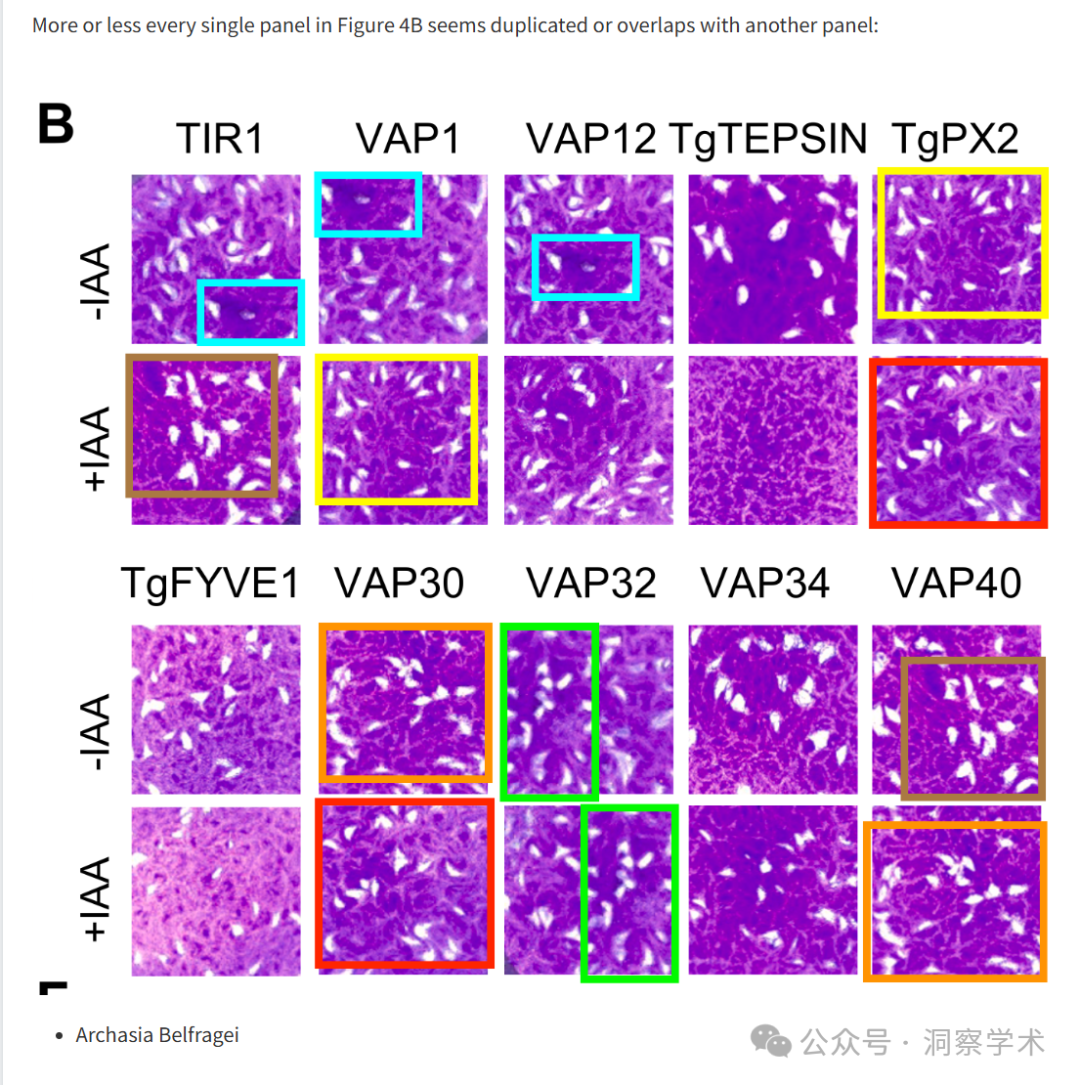 More or less every single panel in Figure 4B seems duplicated or overlaps with another panel:
B
TIR1 VAP1 VAP12 TgTEPSIN TgPX2
-IAA
+IAA
TgFYVE1 VAP30 VAP32 VAP34 VAP40
-IAA
+IAA
• Archasia Belfragei
公众号 · 洞察学术